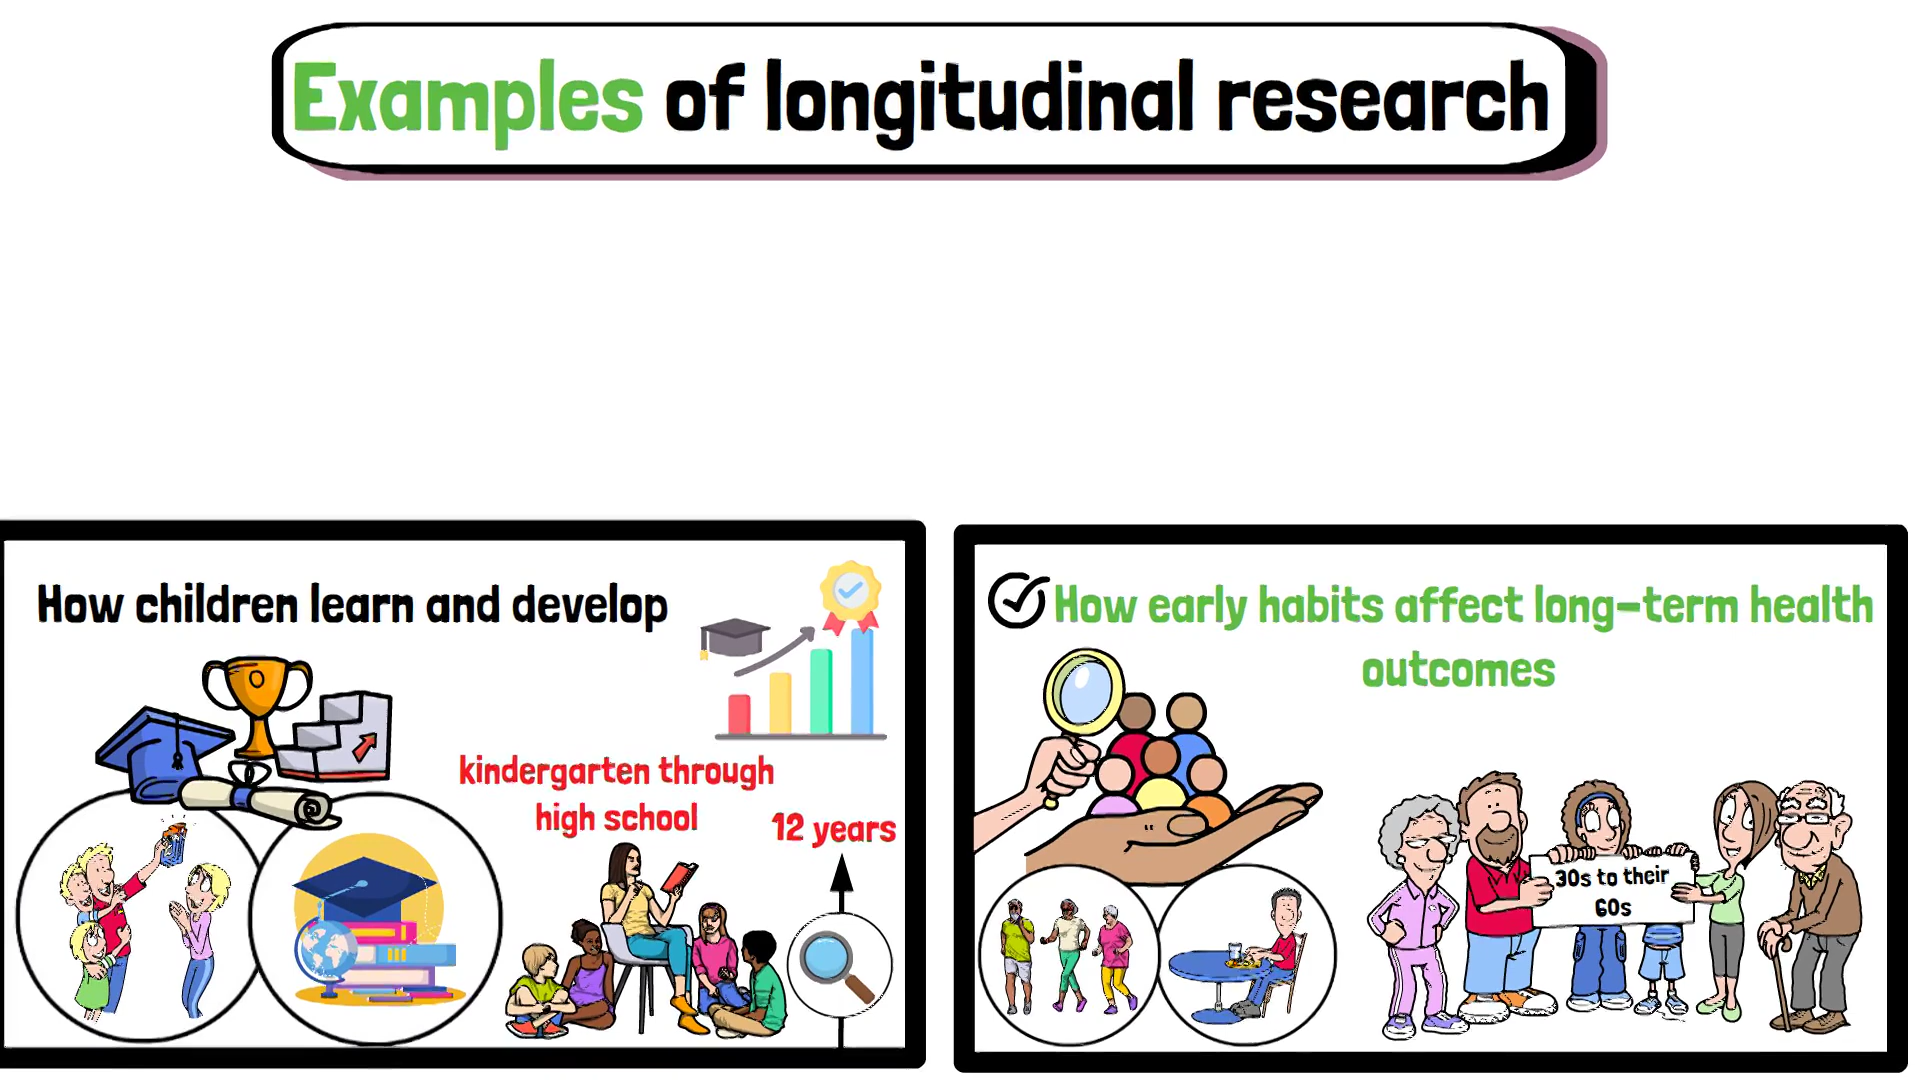 Examples of longitudinal research
How children learn and develop
kindergarten through
high school
12 years
How early habits affect long-term health
outcomes
30s to their
60s